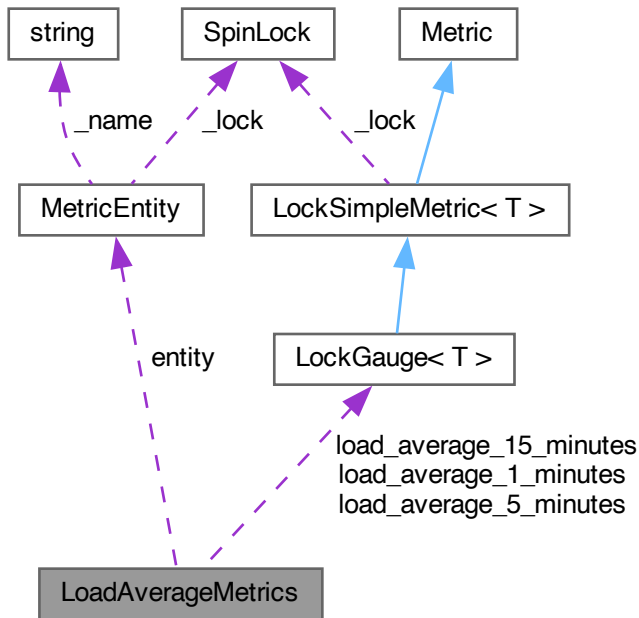 string
SpinLock
Metric
_name
_lock
_lock
MetricEntity
LockSimpleMetric< T >
entity
LockGauge< T >
load_average_15_minutes
load_average_1_minutes
load_average_5_minutes
LoadAverageMetrics